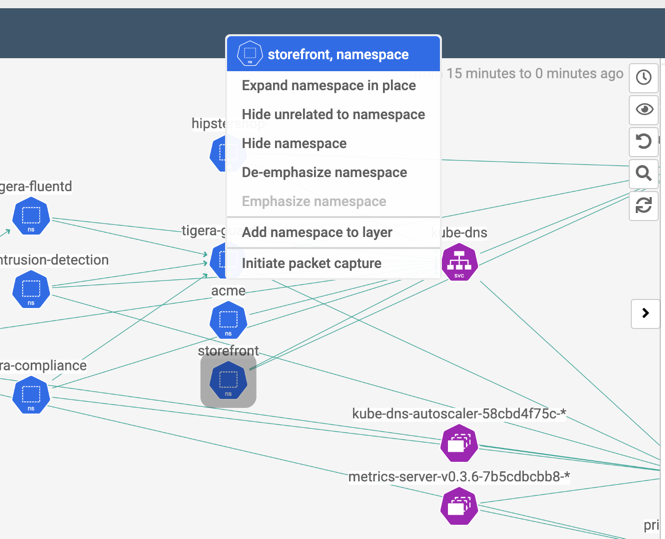 storefront, namespace
ns
15 minutes to 0 minutes ago
Expand namespace in place
Hide unrelated to namespace
Hide namespace
De-emphasize namespace
Emphasize namespace
Add namespace to layer
Initiate packet capture
hipste
gera-fluentd
ns
tigera-g
kube-dns
svc
ntrusion-detection
ns
acme
ns
storefront
ns
ra-compliance
ns
kube-dns-autoscaler-58cbd4f75c-*
metrics-server-v0.3.6-7b5cdbcbb8-*
pri